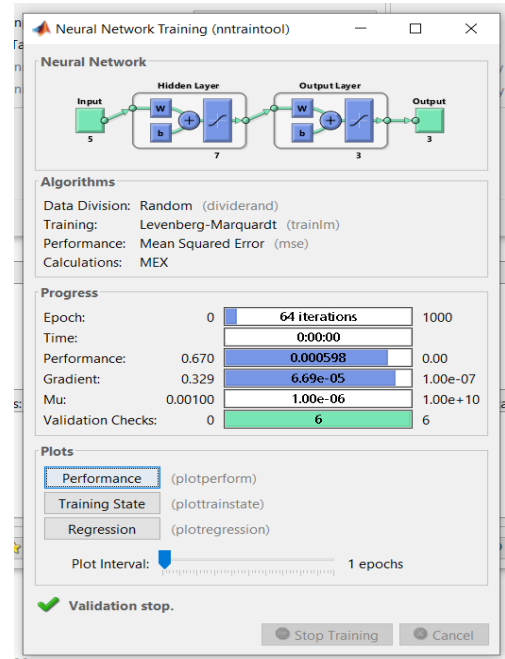 Neural Network Training (nntraintool)
Neural Network
Hidden Layer Output Layer
Input Output
W W
b b
5 7 3 3
Algorithms
Data Division: Random (dividerand)
Training: Levenberg-Marquardt (trainlm)
Performance: Mean Squared Error (mse)
Calculations: MEX
Progress
Epoch: 0 64 iterations 1000
Time: 0:00:00
Performance: 0.670 0.000598 0.00
Gradient: 0.329 6.69e-05 1.00e-07
Mu: 0.00100 1.00e-06 1.00e+10
Validation Checks: 0 6 6
Plots
Performance (plotperform)
Training State (plottrainstate)
Regression (plotregression)
Plot Interval: 1 epochs
Validation stop.
Stop Training Cancel